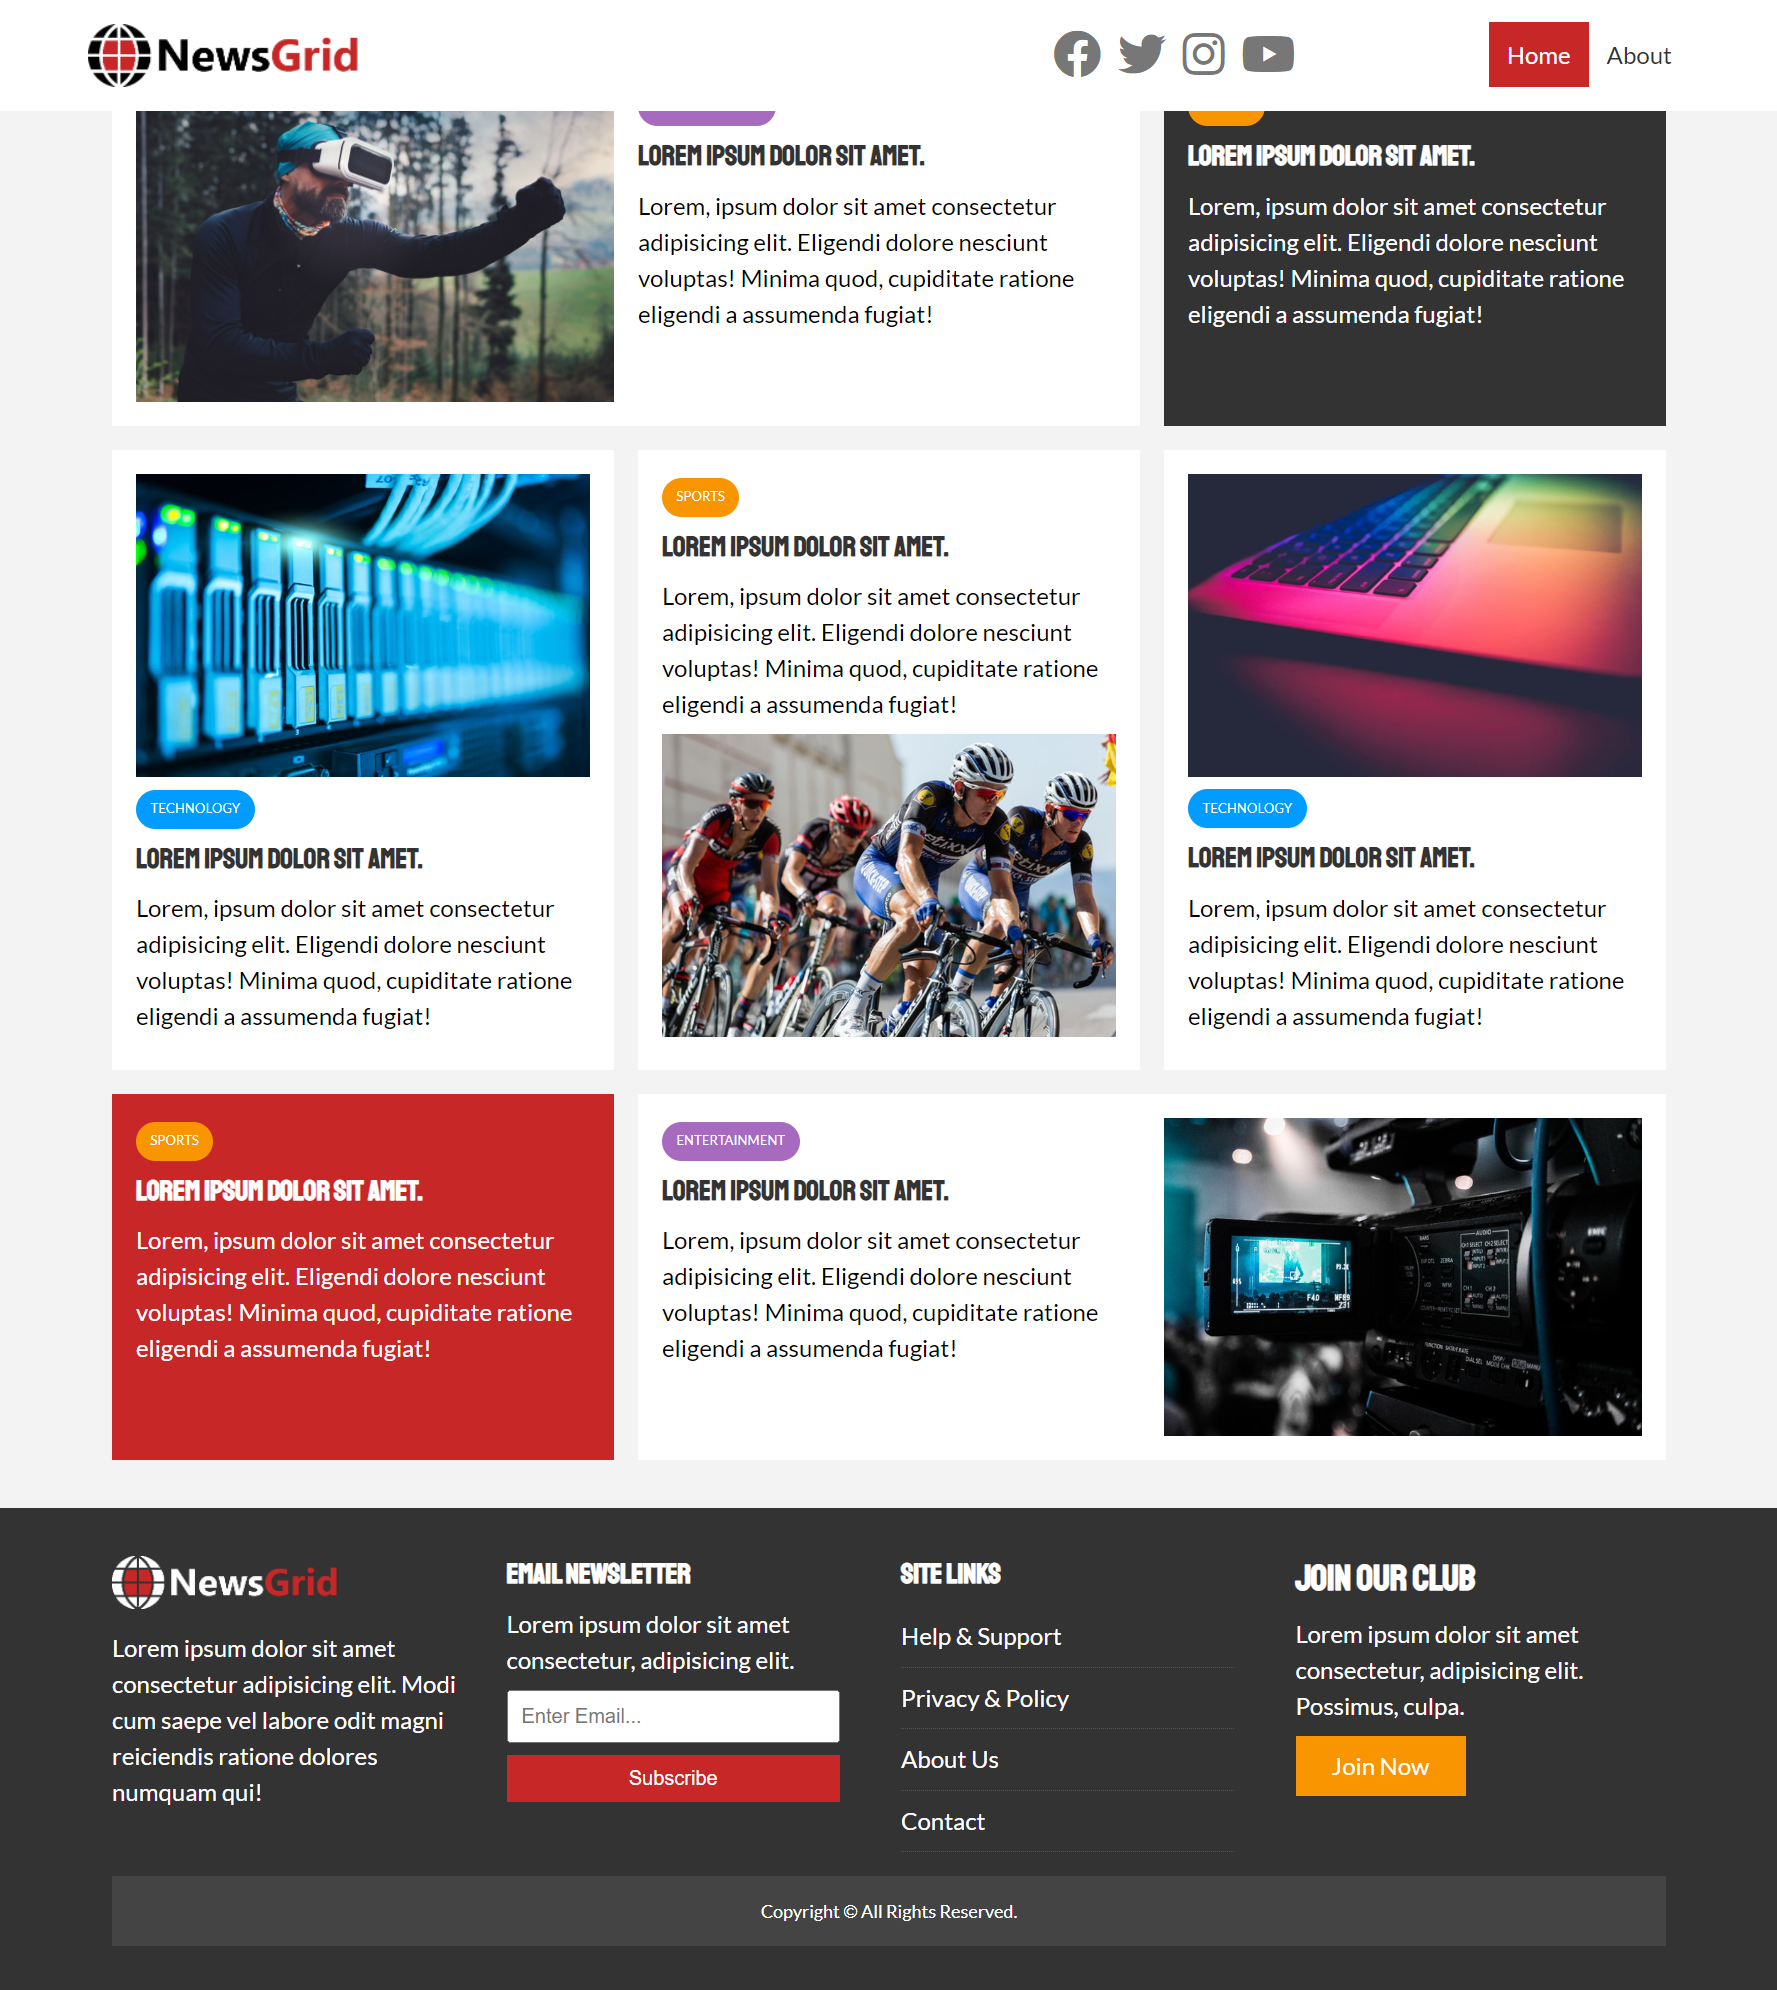 NewsGrid
Home
About
LOREM IPSUM DOLOR SIT AMET.
Lorem, ipsum dolor sit amet consectetur
adipisicing elit. Eligendi dolore nesciunt
voluptas! Minima quod, cupiditate ratione
eligendi a assumenda fugiat!
LOREM IPSUM DOLOR SIT AMET.
Lorem, ipsum dolor sit amet consectetur
adipisicing elit. Eligendi dolore nesciunt
voluptas! Minima quod, cupiditate ratione
eligendi a assumenda fugiat!
TECHNOLOGY
LOREM IPSUM DOLOR SIT AMET.
Lorem, ipsum dolor sit amet consectetur
adipisicing elit. Eligendi dolore nesciunt
voluptas! Minima quod, cupiditate ratione
eligendi a assumenda fugiat!
SPORTS
LOREM IPSUM DOLOR SIT AMET.
Lorem, ipsum dolor sit amet consectetur
adipisicing elit. Eligendi dolore nesciunt
voluptas! Minima quod, cupiditate ratione
eligendi a assumenda fugiat!
TECHNOLOGY
LOREM IPSUM DOLOR SIT AMET.
Lorem, ipsum dolor sit amet consectetur
adipisicing elit. Eligendi dolore nesciunt
voluptas! Minima quod, cupiditate ratione
eligendi a assumenda fugiat!
SPORTS
LOREM IPSUM DOLOR SIT AMET.
Lorem, ipsum dolor sit amet consectetur
adipisicing elit. Eligendi dolore nesciunt
voluptas! Minima quod, cupiditate ratione
eligendi a assumenda fugiat!
ENTERTAINMENT
LOREM IPSUM DOLOR SIT AMET.
Lorem, ipsum dolor sit amet consectetur
adipisicing elit. Eligendi dolore nesciunt
voluptas! Minima quod, cupiditate ratione
eligendi a assumenda fugiat!
NewsGrid
Lorem ipsum dolor sit amet
consectetur adipisicing elit. Modi
cum saepe vel labore odit magni
reiciendis ratione dolores
numquam qui!
EMAIL NEWSLETTER
Lorem ipsum dolor sit amet
consectetur, adipisicing elit.
Enter Email...
Subscribe
SITE LINKS
Help & Support
Privacy & Policy
About Us
Contact
JOIN OUR CLUB
Lorem ipsum dolor sit amet
consectetur, adipisicing elit.
Possimus, culpa.
Join Now
Copyright © All Rights Reserved.